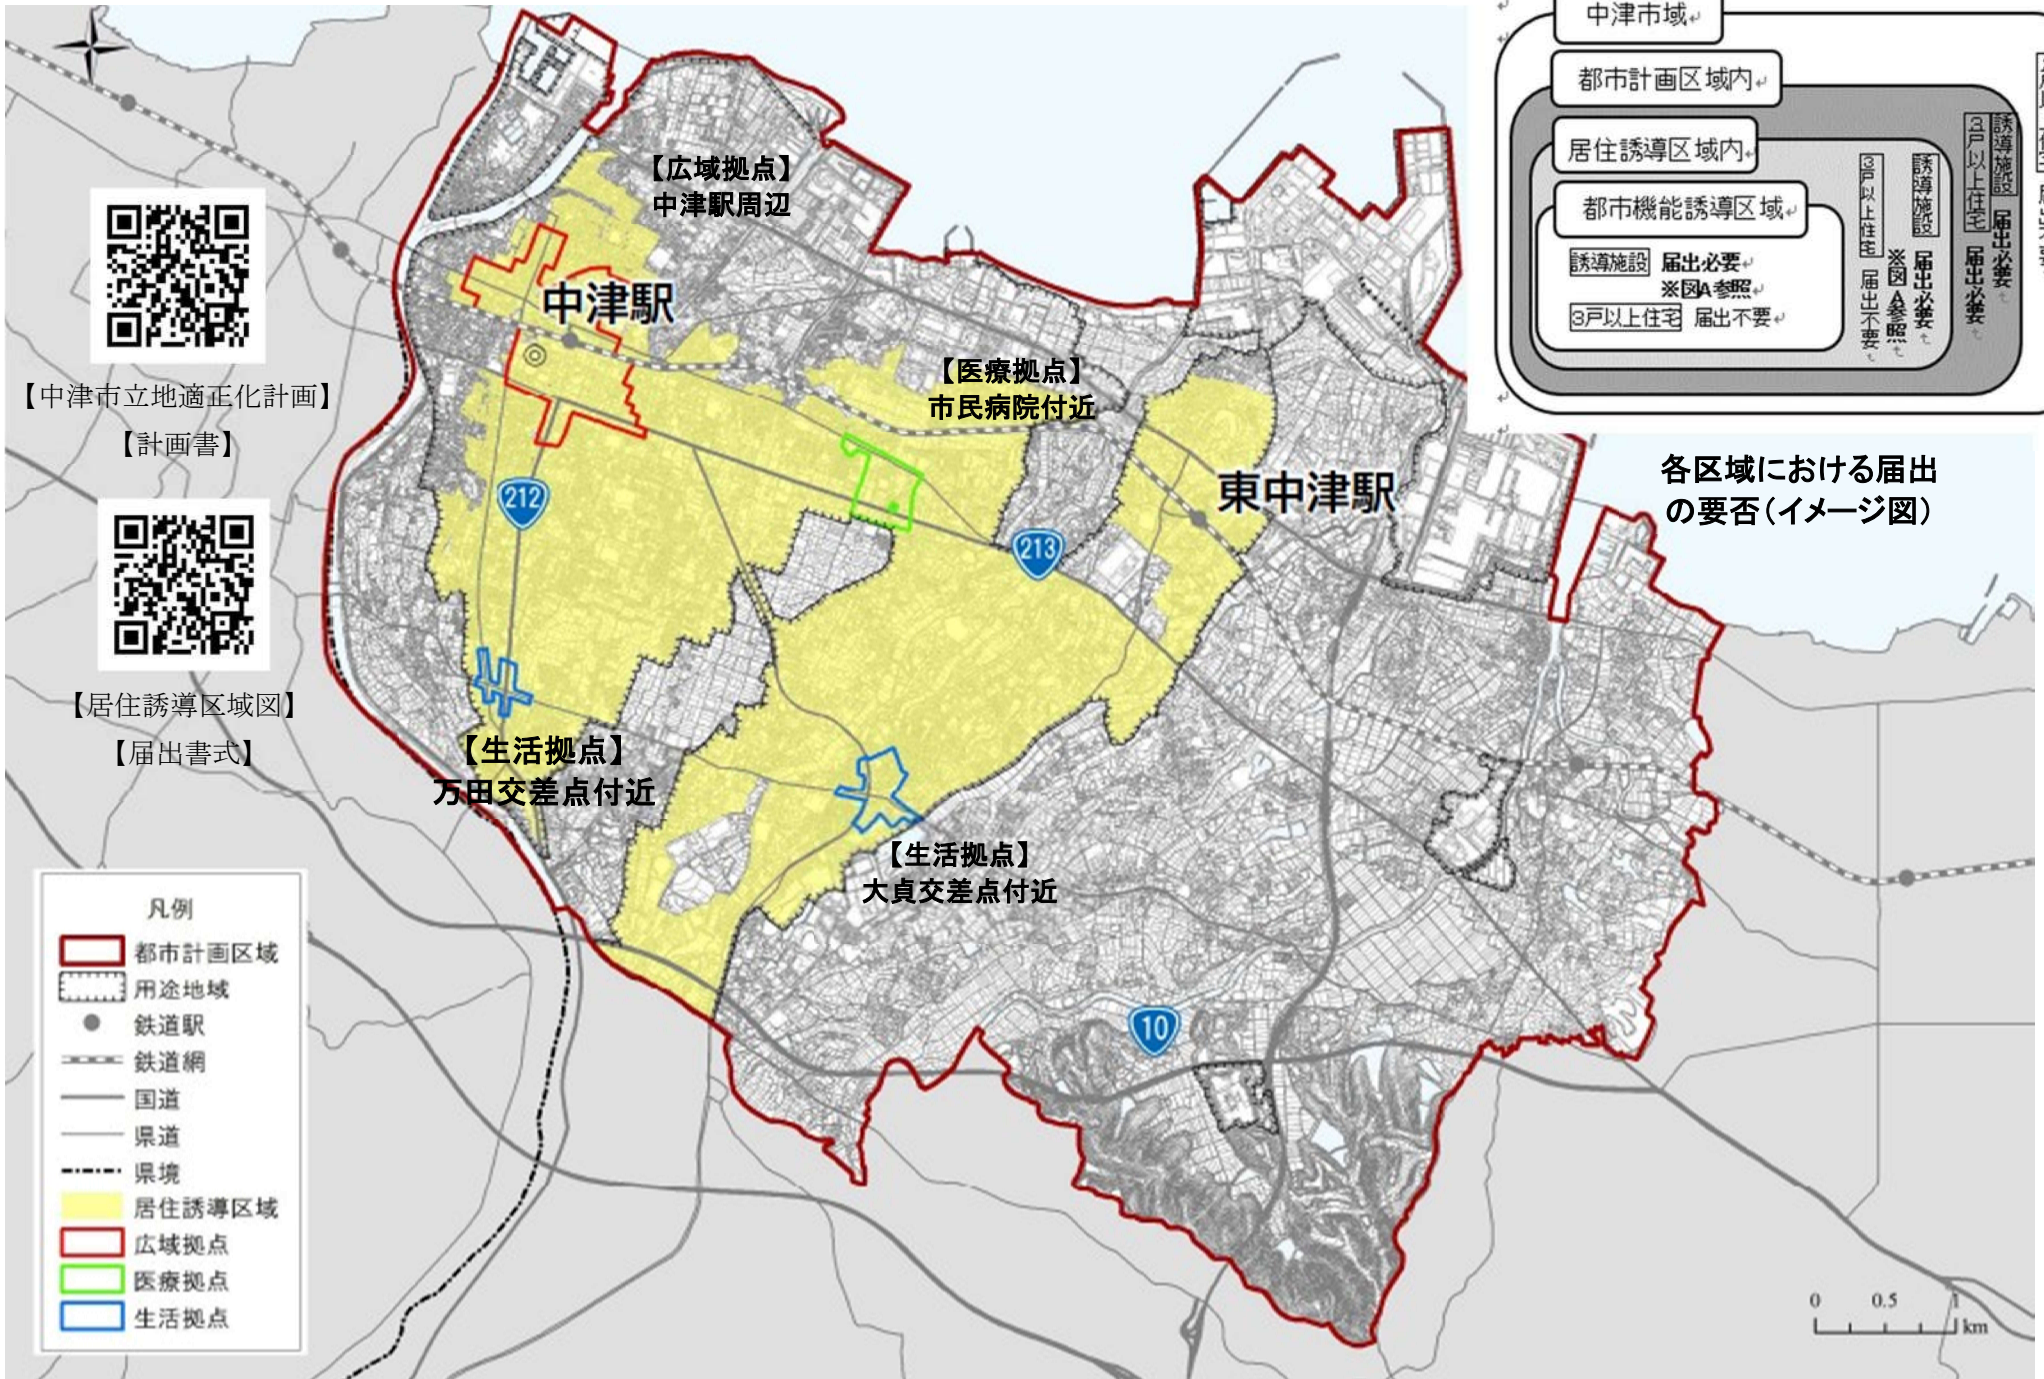 中津市域
都市計画区域内
居住誘導区域内
都市機能誘導区域
誘導施設 届出必要
※図A参照
3戸以上住宅 届出不要
誘導施設 届出必要
※図A参照
3戸以上住宅 届出不要
誘導施設 届出必要
3戸以上住宅 届出必要
各区域における届出
の要否(イメージ図)
【広域拠点】
中津駅周辺
中津駅
【医療拠点】
市民病院付近
東中津駅
212
213
10
【生活拠点】
万田交差点付近
【生活拠点】
大貞交差点付近
【中津市立地適正化計画】
【計画書】
【居住誘導区域図】
【届出書式】
凡例
都市計画区域
用途地域
鉄道駅
鉄道網
国道
県道
県境
居住誘導区域
広域拠点
医療拠点
生活拠点
0 0.5 1
km